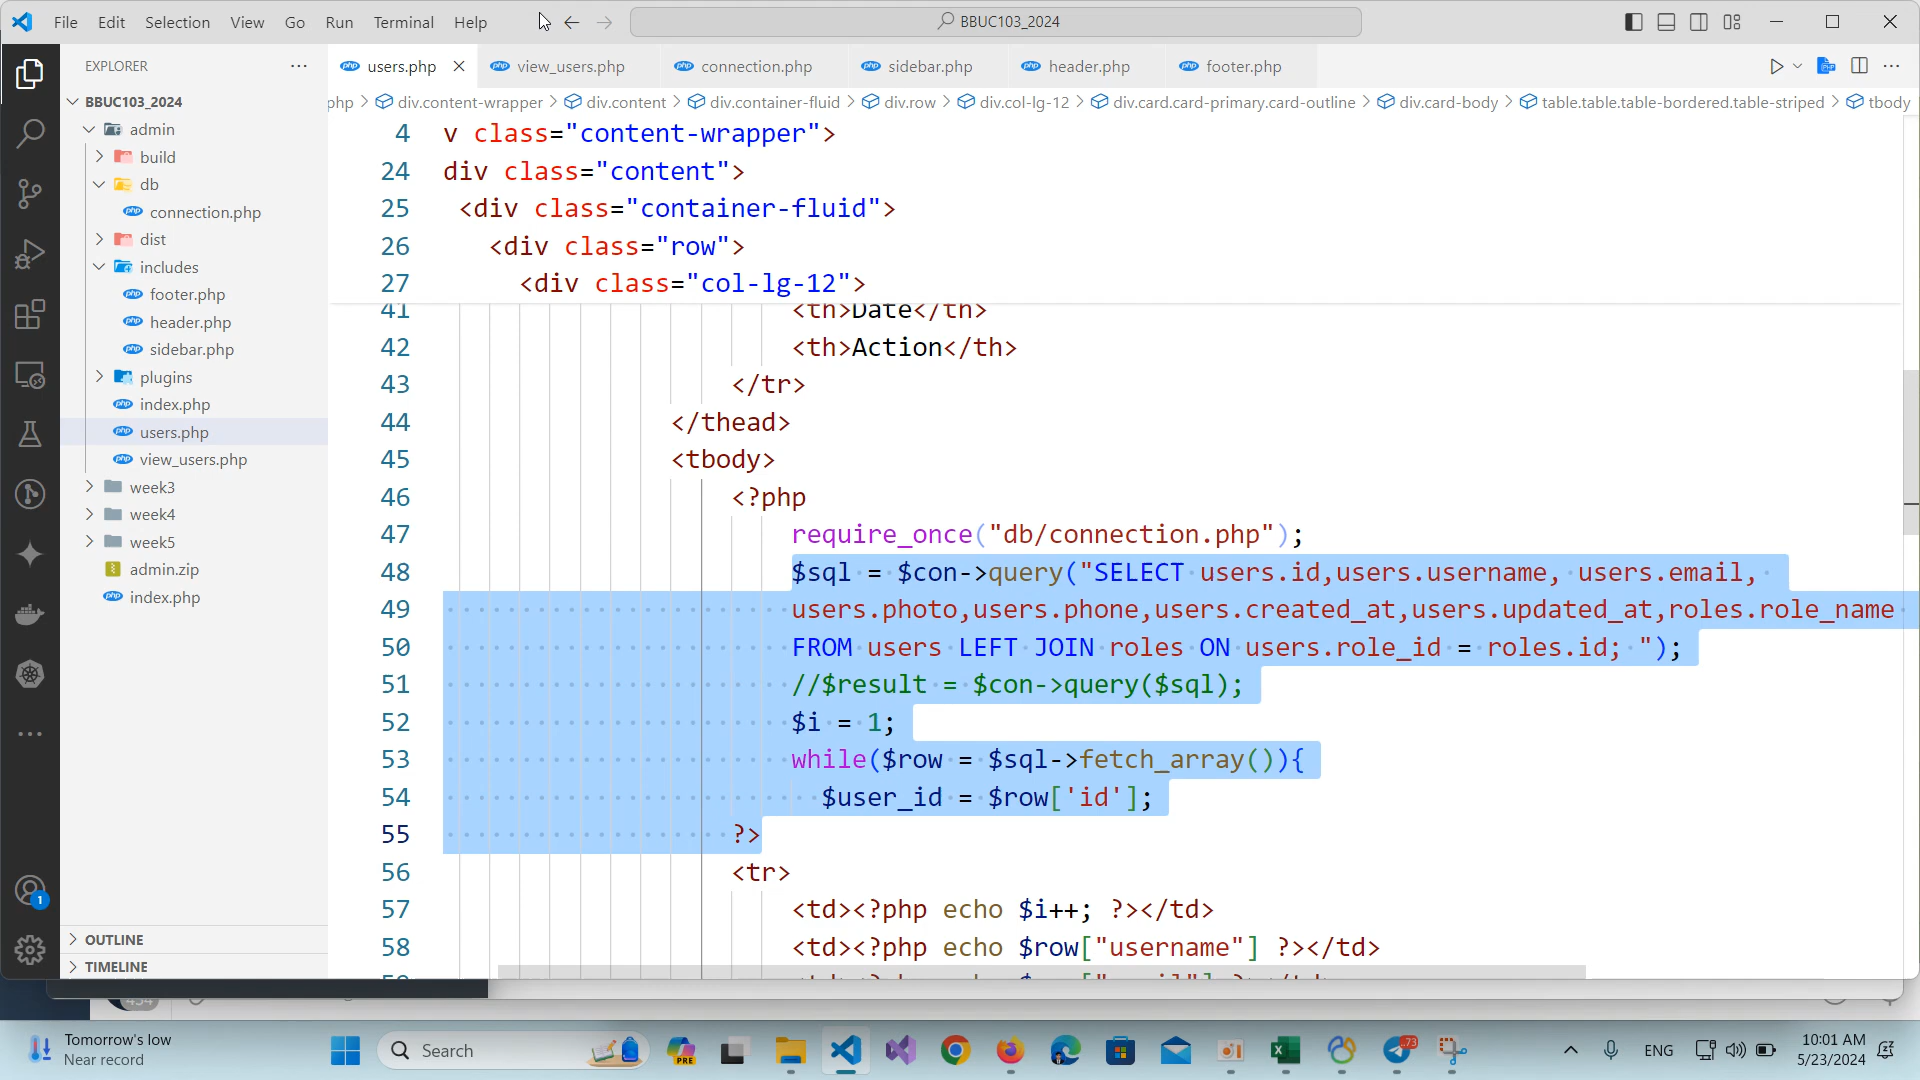 File Edit Selection View Go Run Terminal Help
BBUC103_2024
EXPLORER
BBUC103_2024
admin
build
db
connection.php
dist
includes
footer.php
header.php
sidebar.php
plugins
index.php
users.php
view_users.php
week3
week4
week5
admin.zip
index.php
OUTLINE
TIMELINE
1
users.php view_users.php connection.php sidebar.php header.php footer.php
php > div.content-wrapper > div.content > div.container-fluid > div.row > div.col-lg-12 > div.card.card-primary.card-outline > div.card-body > table.table.table-bordered.table-striped > tbody
4 v class="content-wrapper">
24 div class="content">
25 <div class="container-fluid">
26 <div class="row">
27 <div class="col-lg-12">
41 <th>Date</th>
42 <th>Action</th>
43 </tr>
44 </thead>
45 <tbody>
46 <?php
47 require_once("db/connection.php");
48 $sql = $con->query("SELECT users.id,users.username, users.email,
49 users.photo,users.phone,users.created_at,users.updated_at,roles.role_name
50 FROM users LEFT JOIN roles ON users.role_id = roles.id; ");
51 //$result = $con->query($sql);
52 $i = 1;
53 while($row = $sql->fetch_array()){
54 $user_id = $row['id'];
55 ?>
56 <tr>
57 <td><?php echo $i++; ?></td>
58 <td><?php echo $row["username"] ?></td>
Tomorrow's low
Near record
Search
PRE
73
ENG
10:01 AM
5/23/2024